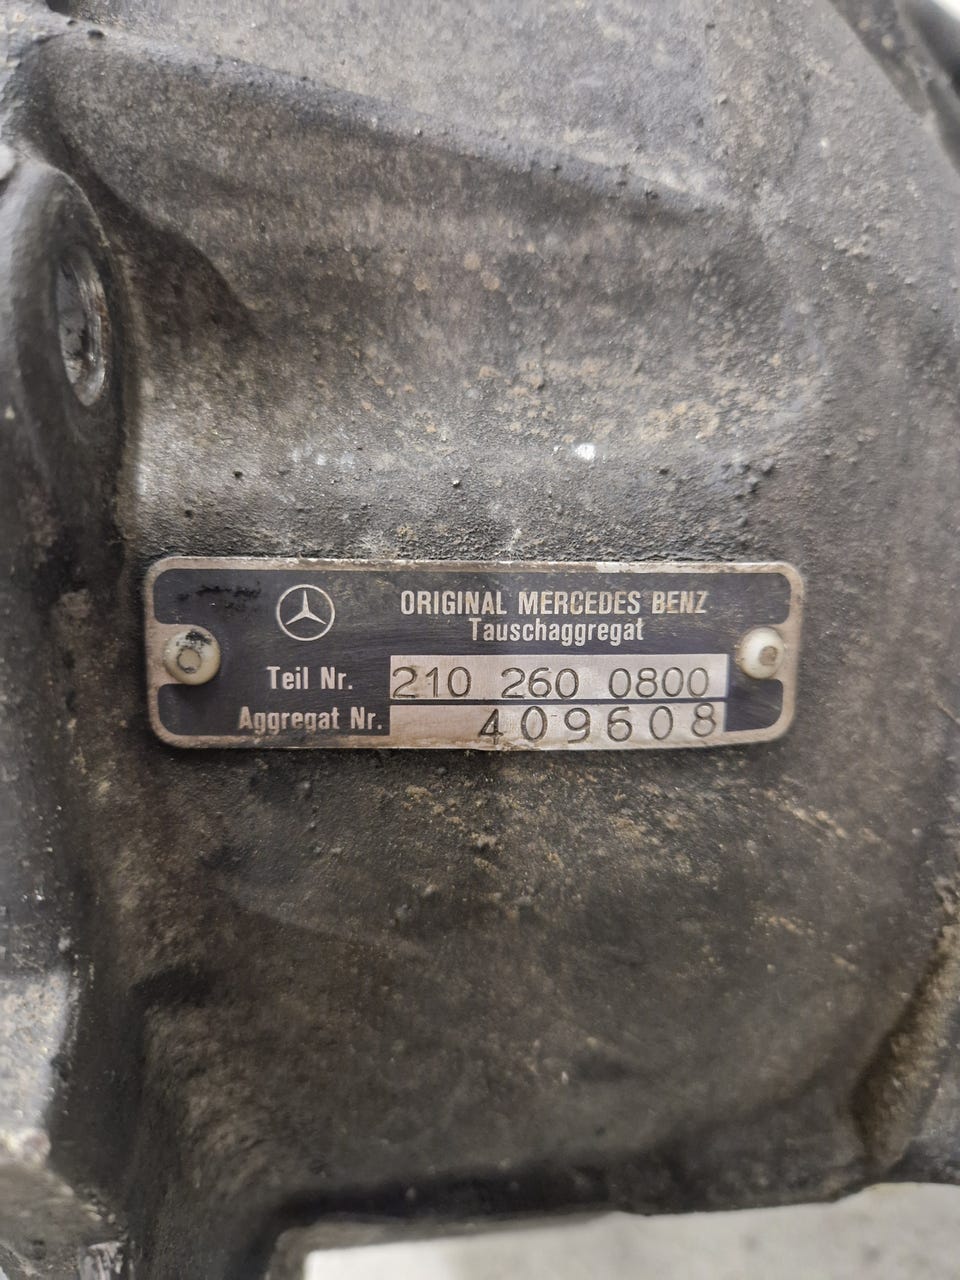 ORIGINAL MERCEDES BENZ
Tauschaggregat
Teil Nr. 210 260 0800
Aggregat Nr. 409608